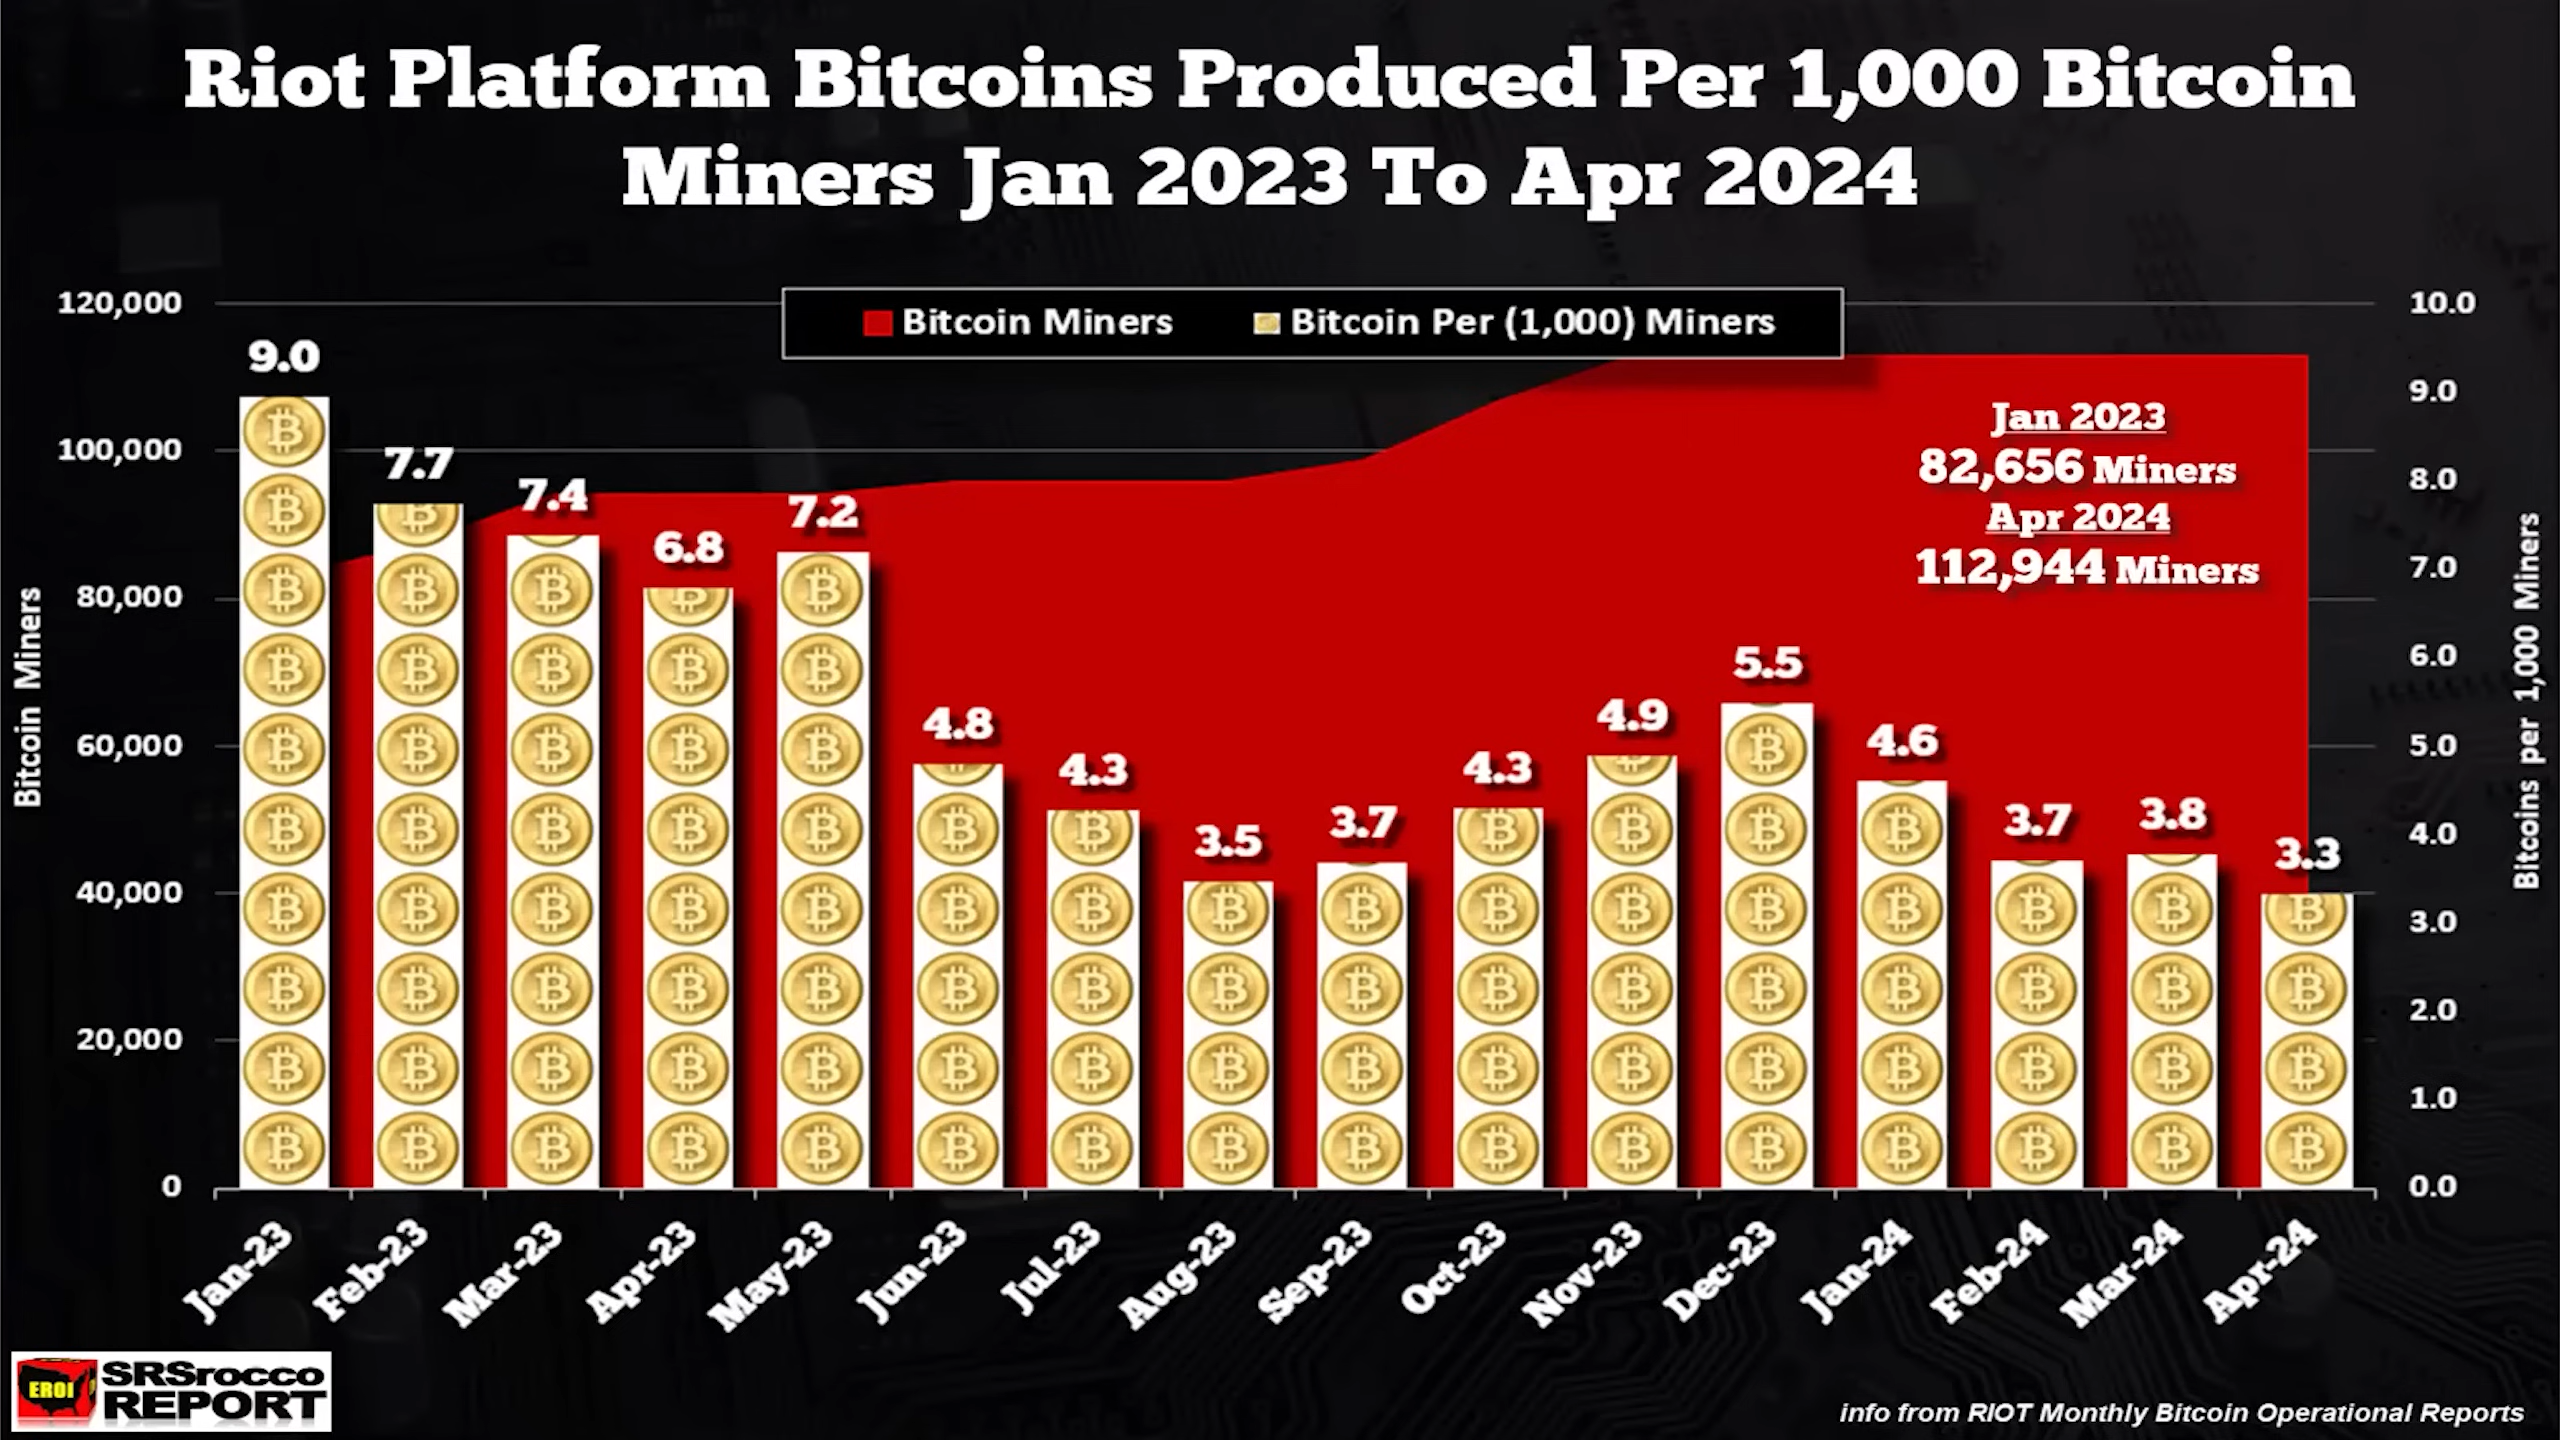 Riot Platform Bitcoins Produced Per 1,000 Bitcoin
Miners Jan 2023 To Apr 2024
Bitcoin Miners
Bitcoin Per (1,000) Miners
120,000
100,000
80,000
60,000
40,000
20,000
0
Bitcoin Miners
10.0
9.0
8.0
7.0
6.0
5.0
4.0
3.0
2.0
1.0
0.0
Bitcoins per 1,000 Miners
9.0
7.7
7.4
6.8
7.2
4.8
4.3
3.5
3.7
4.3
4.9
5.5
4.6
3.7
3.8
3.3
Jan 2023
82,656 Miners
Apr 2024
112,944 Miners
Jan-23
Feb-23
Mar-23
Apr-23
May-23
Jun-23
Jul-23
Aug-23
Sep-23
Oct-23
Nov-23
Dec-23
Jan-24
Feb-24
Mar-24
Apr-24
EROI
SRSrocco
REPORT
info from RIOT Monthly Bitcoin Operational Reports